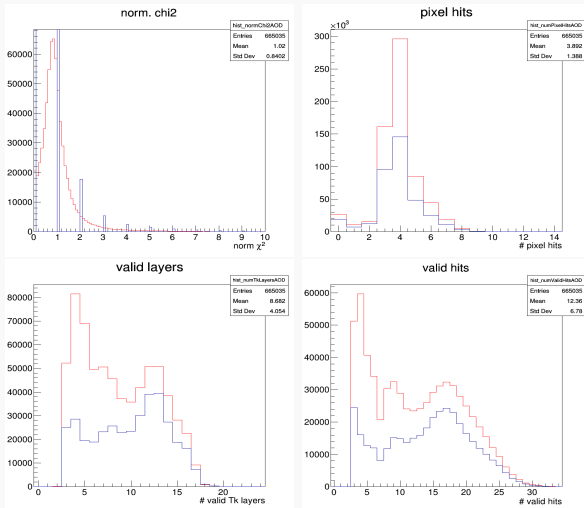 norm. chi2
hist_normChi2AOD
Entries 665035
Mean 1.02
Std Dev 0.8402
60000
50000
40000
30000
20000
10000
0
0 1 2 3 4 5 6 7 8 9 10
norm χ²
pixel hits
×10³
hist_numPixelHitsAOD
Entries 665035
Mean 3.892
Std Dev 1.388
300
250
200
150
100
50
0
0 2 4 6 8 10 12 14
# pixel hits
valid layers
hist_numTkLayersAOD
Entries 665035
Mean 8.682
Std Dev 4.054
80000
70000
60000
50000
40000
30000
20000
10000
0
0 5 10 15 20
# valid Tk layers
valid hits
hist_numValidHitsAOD
Entries 665035
Mean 12.36
Std Dev 6.78
60000
50000
40000
30000
20000
10000
0
0 5 10 15 20 25 30
# valid hits